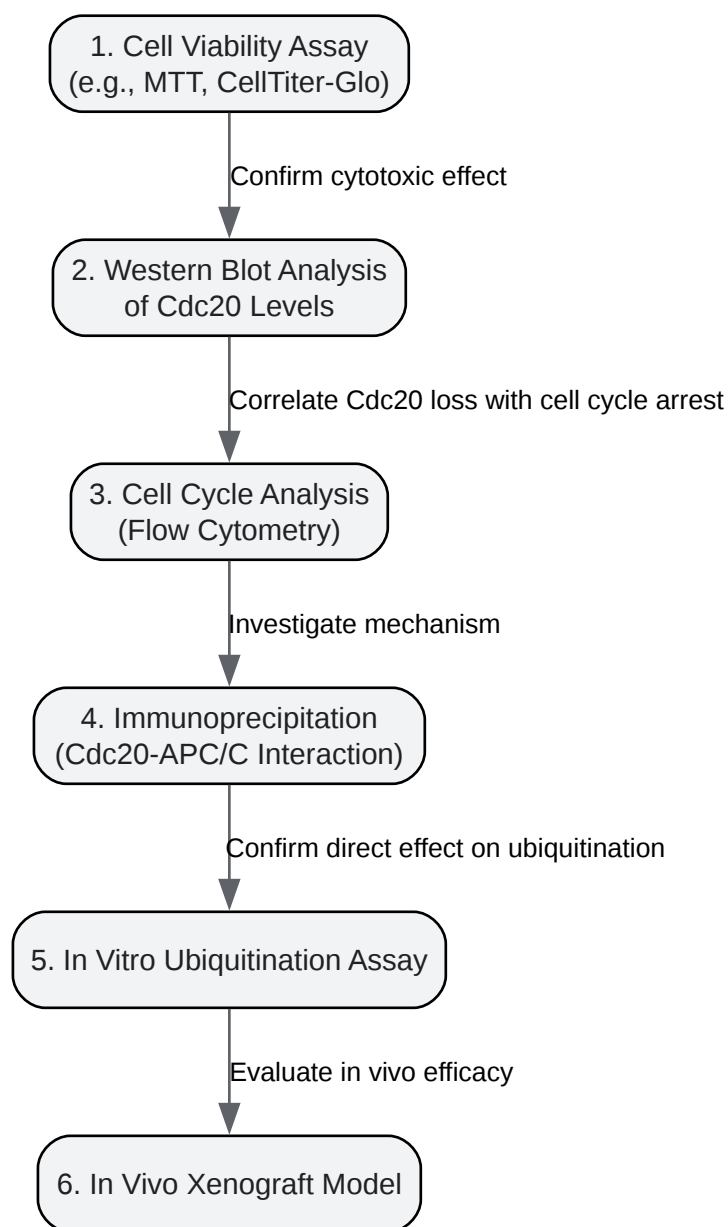 1. Cell Viability Assay
(e.g., MTT, CellTiter-Glo)
Confirm cytotoxic effect
2. Western Blot Analysis
of Cdc20 Levels
Correlate Cdc20 loss with cell cycle arrest
3. Cell Cycle Analysis
(Flow Cytometry)
Investigate mechanism
4. Immunoprecipitation
(Cdc20-APC/C Interaction)
Confirm direct effect on ubiquitination
5. In Vitro Ubiquitination Assay
Evaluate in vivo efficacy
6. In Vivo Xenograft Model